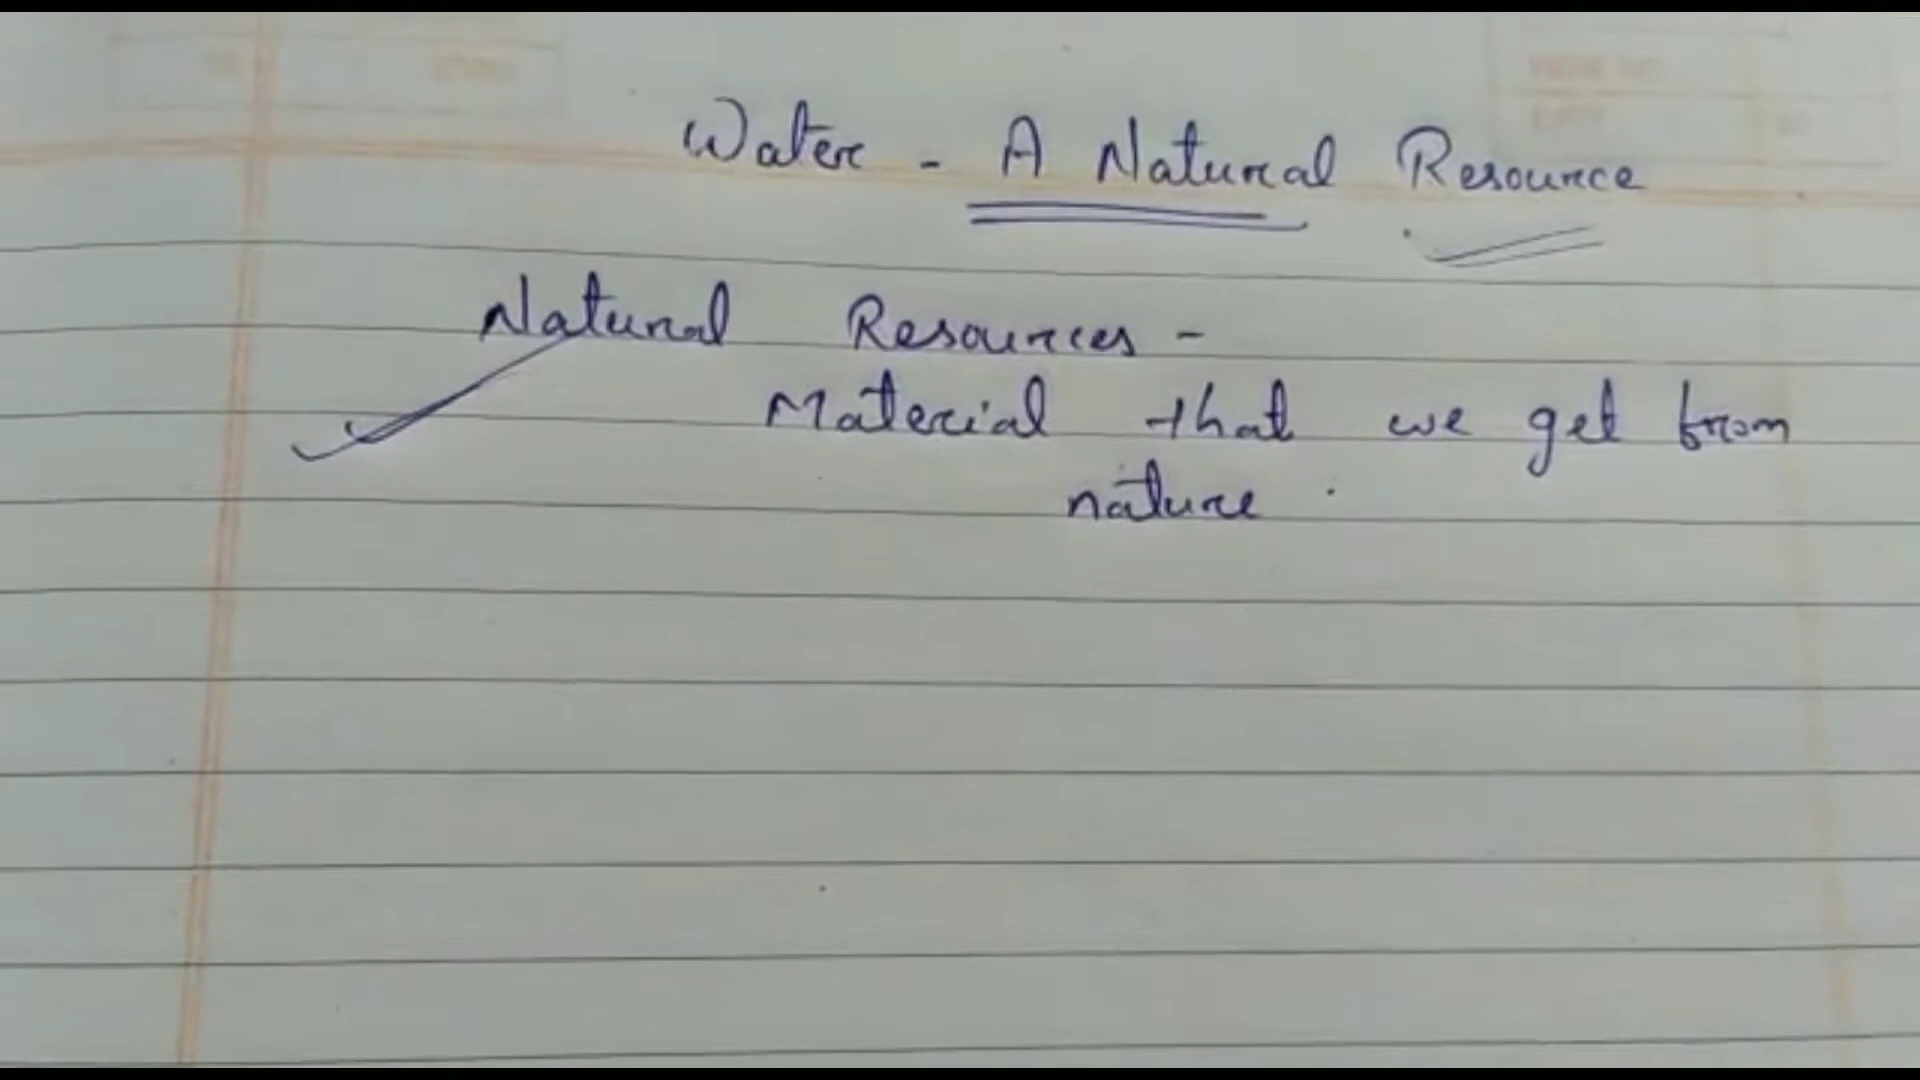 Water - A Natural Resource
Natural Resources -
Material that we get from
nature.